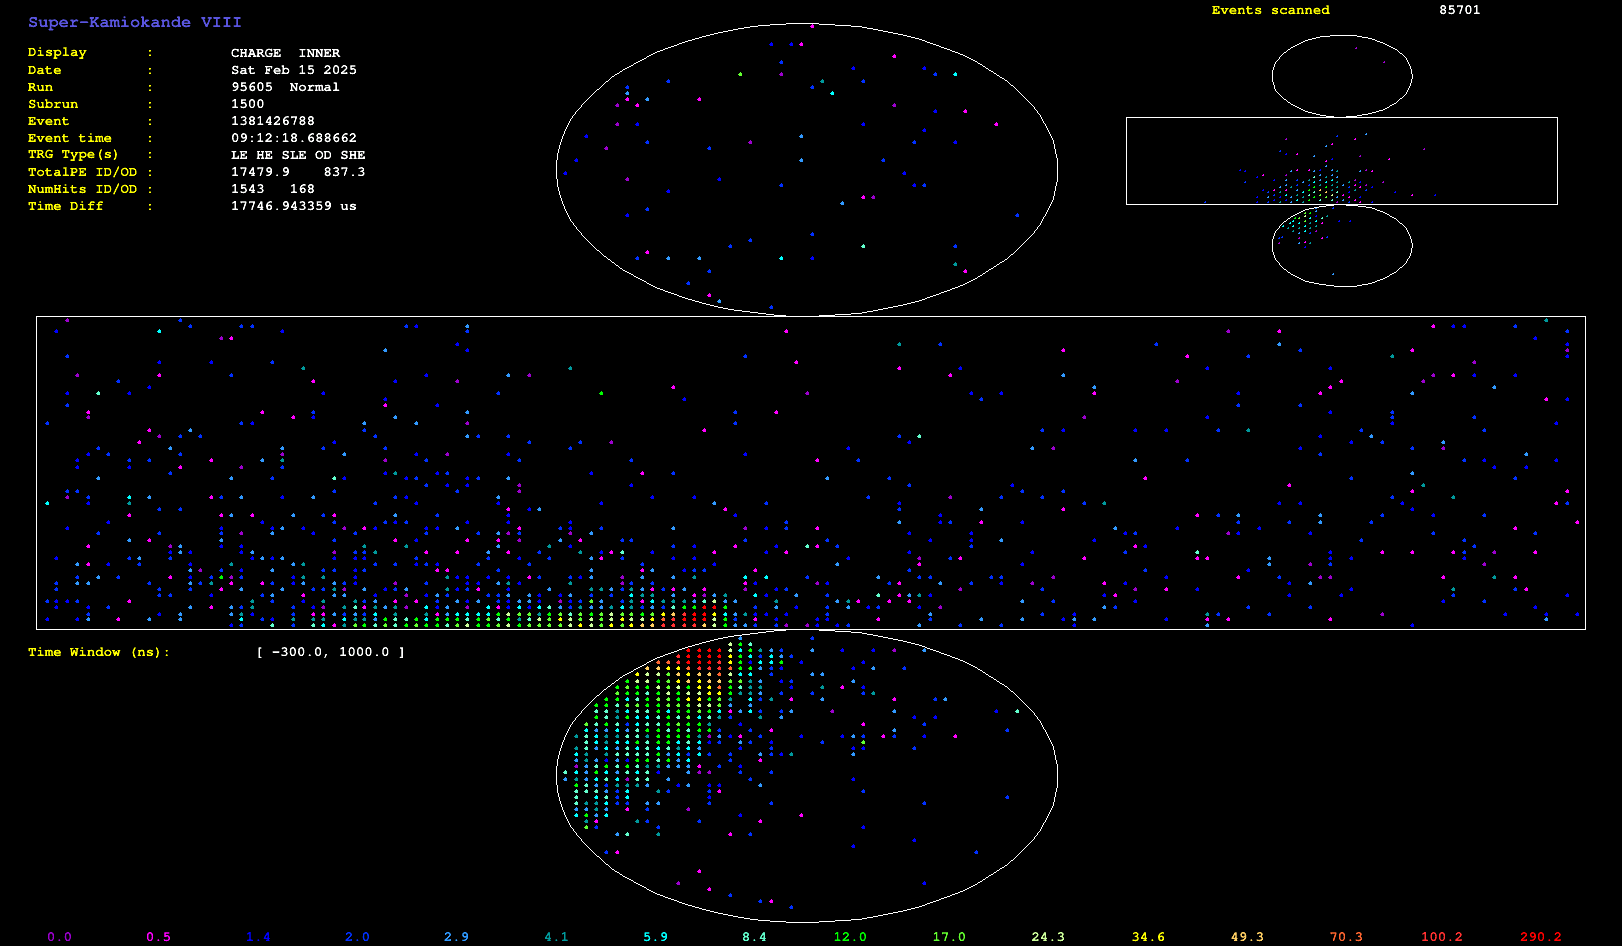 Super-Kamiokande VIII
Events scanned 85701
Display : CHARGE INNER
Date : Sat Feb 15 2025
Run : 95605 Normal
Subrun : 1500
Event : 1381426788
Event time : 09:12:18.688662
TRG Type(s) : LE HE SLE OD SHE
TotalPE ID/OD : 17479.9 837.3
NumHits ID/OD : 1543 168
Time Diff : 17746.943359 us
Time Window (ns): [ -300.0, 1000.0 ]
0.0 0.5 1.4 2.0 2.9 4.1 5.9 8.4 12.0 17.0 24.3 34.6 49.3 70.3 100.2 290.2